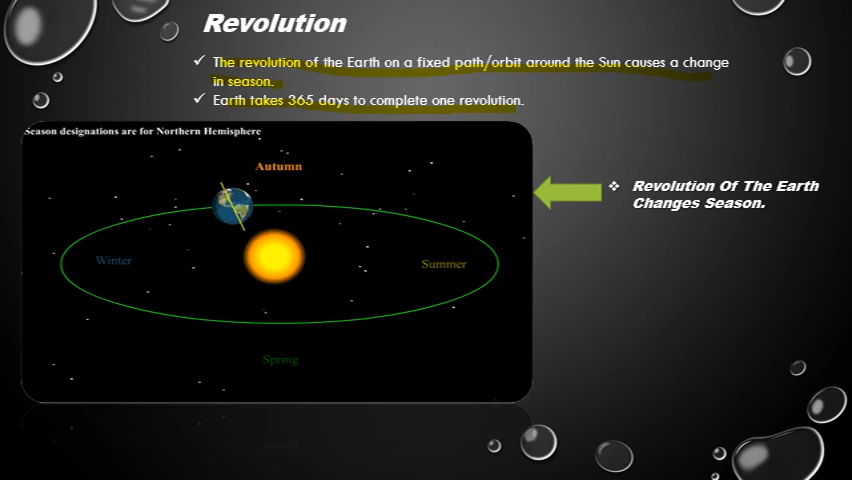 Revolution
✓ The revolution of the Earth on a fixed path/orbit around the Sun causes a change
in season.
✓ Earth takes 365 days to complete one revolution.
Season designations are for Northern Hemisphere
Autumn
❖ Revolution Of The Earth
Changes Season.
Winter
Summer
Spring